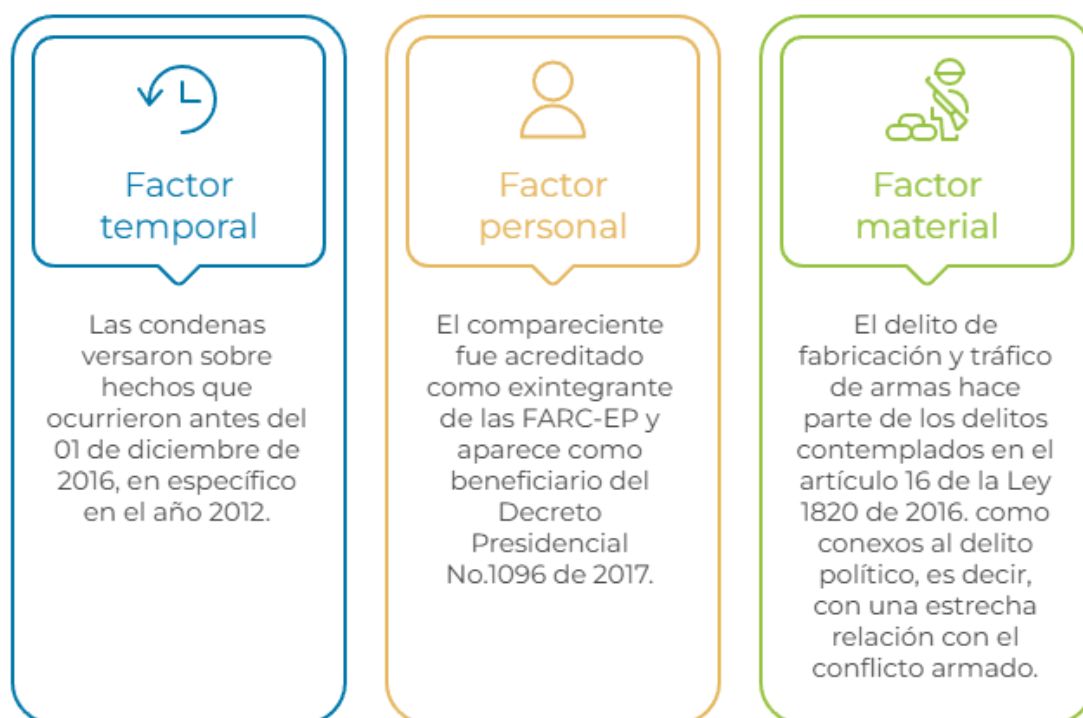 Factor
temporal
Las condenas
versaron sobre
hechos que
ocurrieron antes del
01 de diciembre de
2016, en específico
en el año 2012.
Factor
personal
El compareciente
fue acreditado
como exintegrante
de las FARC-EP y
aparece como
beneficiario del
Decreto
Presidencial
No.1096 de 2017.
Factor
material
El delito de
fabricación y tráfico
de armas hace
parte de los delitos
contemplados en el
artículo 16 de la Ley
1820 de 2016. como
conexos al delito
político, es decir,
con una estrecha
relación con el
conflicto armado.